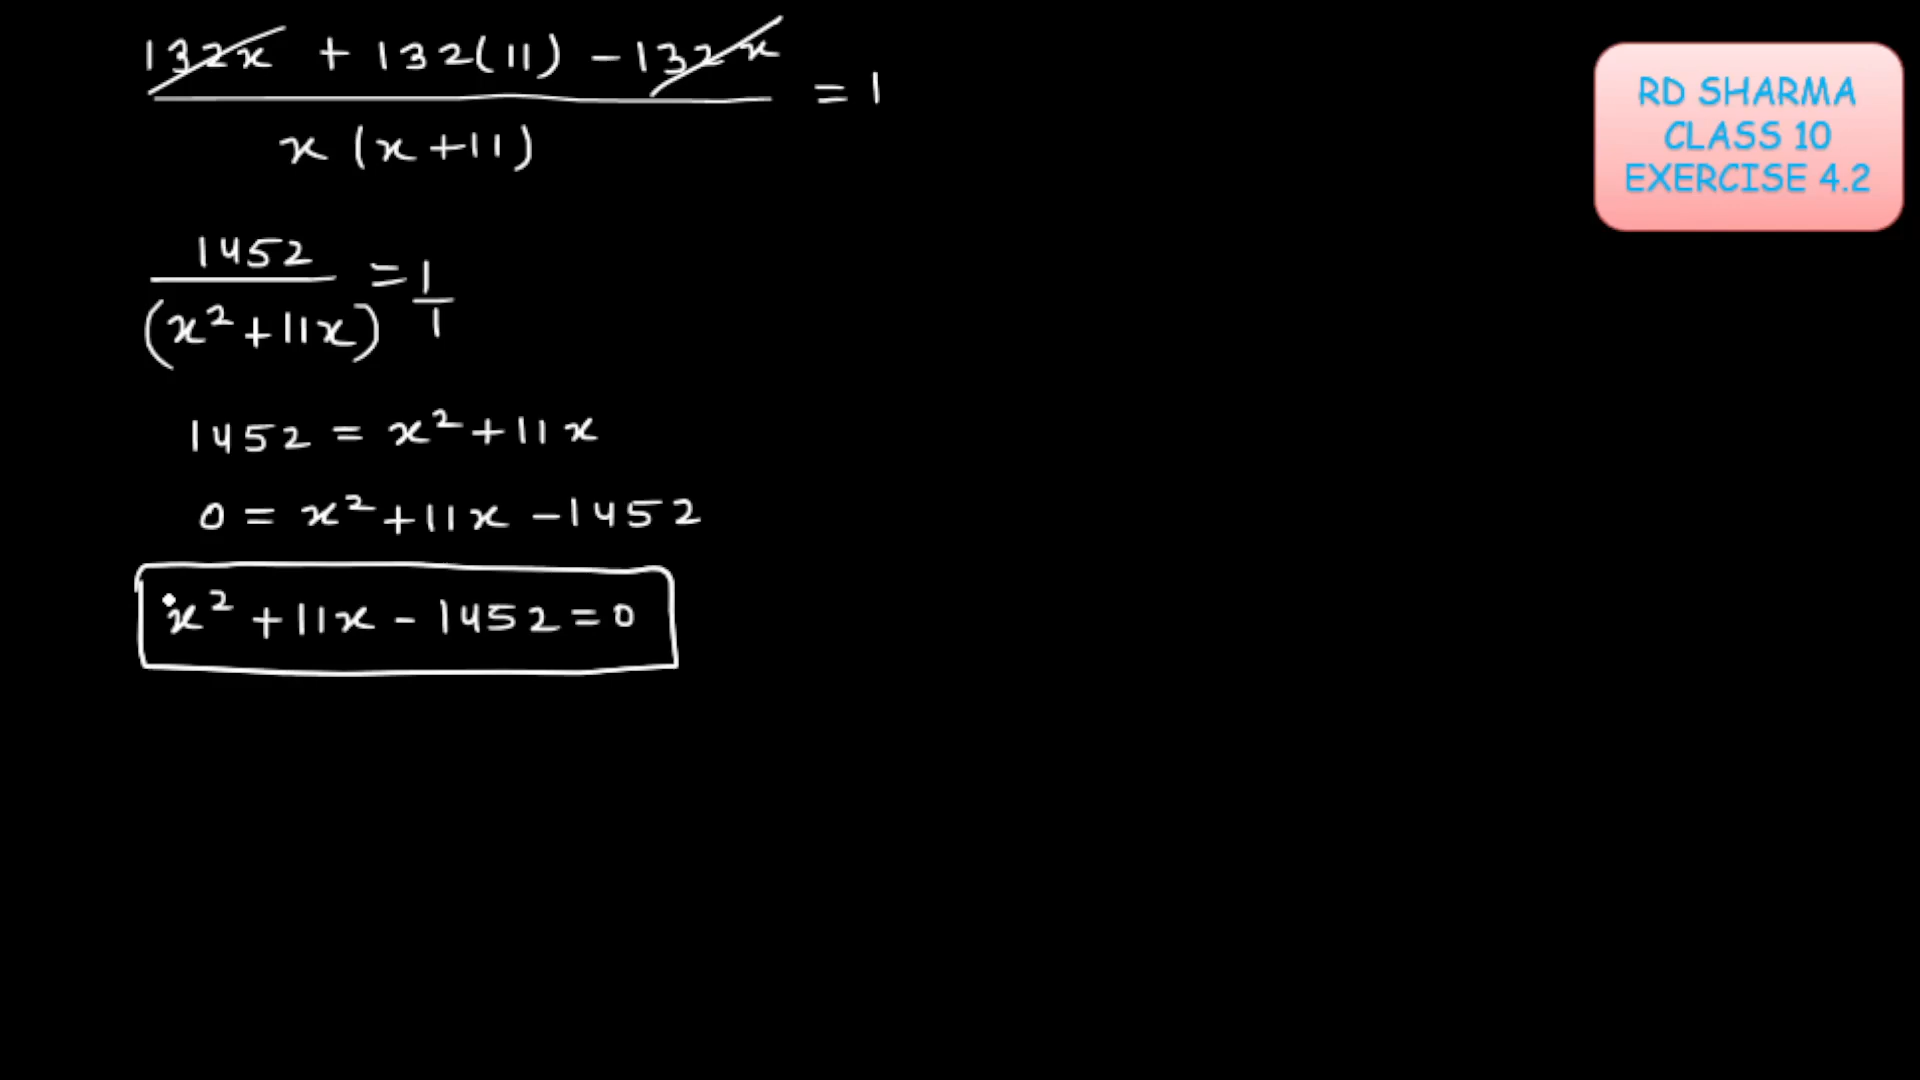 132x + 132(11) - 132x
= 1
x (x+11)
RD SHARMA
CLASS 10
EXERCISE 4.2
1452
= 1
(x²+11x) 1
1452 = x²+11x
0 = x²+11x -1452
x² +11x - 1452 = 0